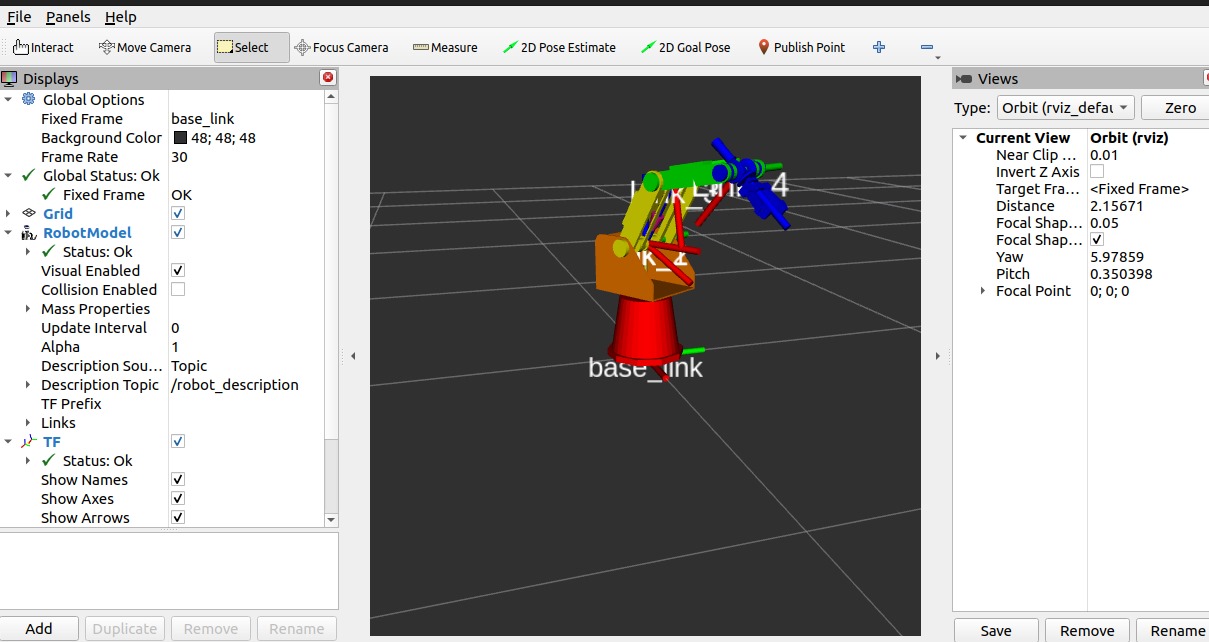 File Panels Help
Interact Move Camera Select Focus Camera Measure 2D Pose Estimate 2D Goal Pose Publish Point
Displays
Global Options
Fixed Frame base_link
Background Color 48; 48; 48
Frame Rate 30
Global Status: Ok
Fixed Frame OK
Grid
RobotModel
Status: Ok
Visual Enabled
Collision Enabled
Mass Properties
Update Interval 0
Alpha 1
Description Sou... Topic
Description Topic /robot_description
TF Prefix
Links
TF
Status: Ok
Show Names
Show Axes
Show Arrows
Add Duplicate Remove Rename
base_link
Views
Type: Orbit (rviz_defau Zero
Current View Orbit (rviz)
Near Clip ... 0.01
Invert Z Axis
Target Fra... <Fixed Frame>
Distance 2.15671
Focal Shap... 0.05
Focal Shap...
Yaw 5.97859
Pitch 0.350398
Focal Point 0; 0; 0
Save Remove Rename